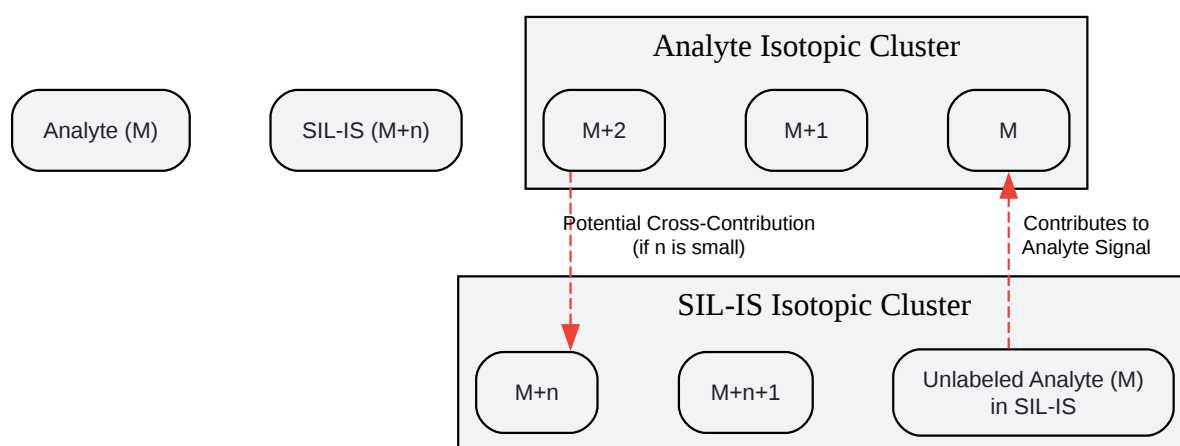 Analyte Isotopic Cluster
Analyte (M)
SIL-IS (M+n)
M+2
M+1
M
Potential Cross-Contribution
(if n is small)
Contributes to
Analyte Signal
SIL-IS Isotopic Cluster
M+n
M+n+1
Unlabeled Analyte (M)
in SIL-IS